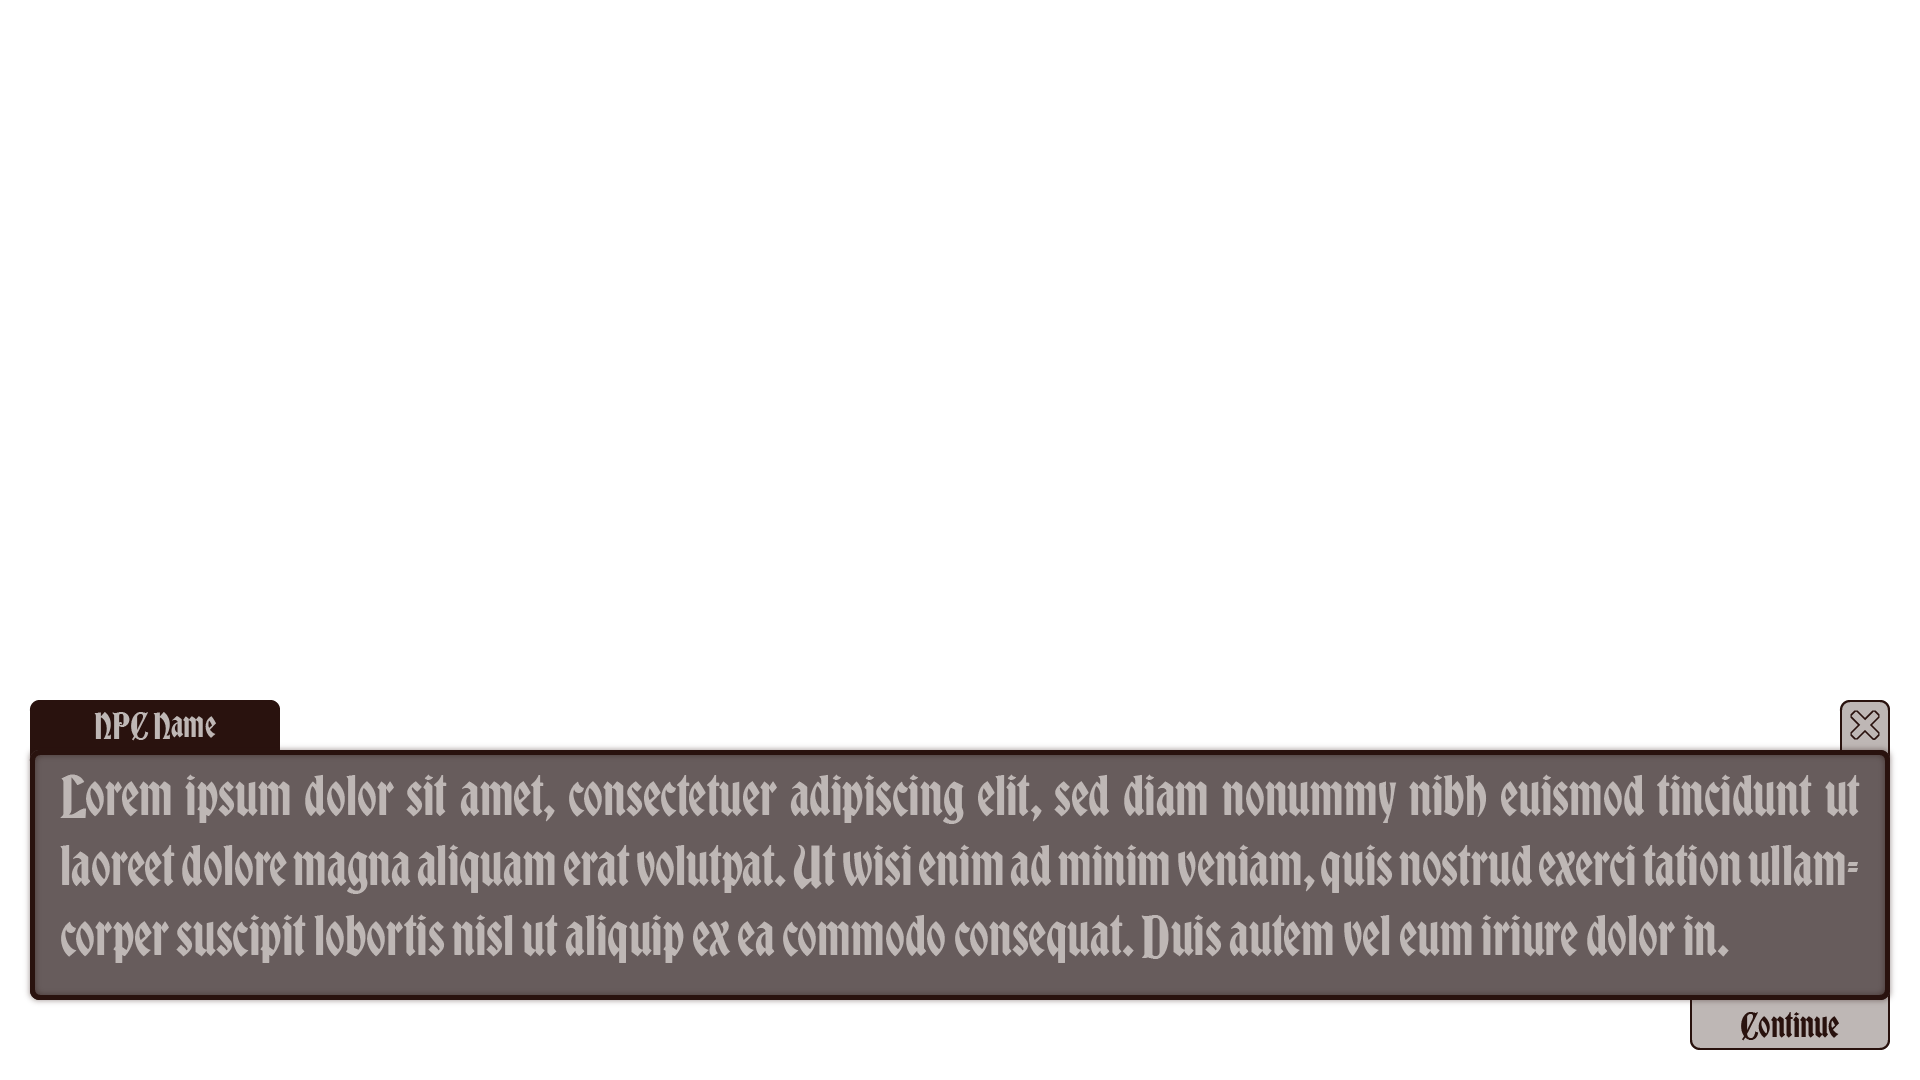 NPC Name
Lorem ipsum dolor sit amet, consectetuer adipiscing elit, sed diam nonummy nibh euismod tincidunt ut
laoreet dolore magna aliquam erat volutpat. Ut wisi enim ad minim veniam, quis nostrud exerci tation ullam-
corper suscipit lobortis nisl ut aliquip ex ea commodo consequat. Duis autem vel eum iriure dolor in.
Continue